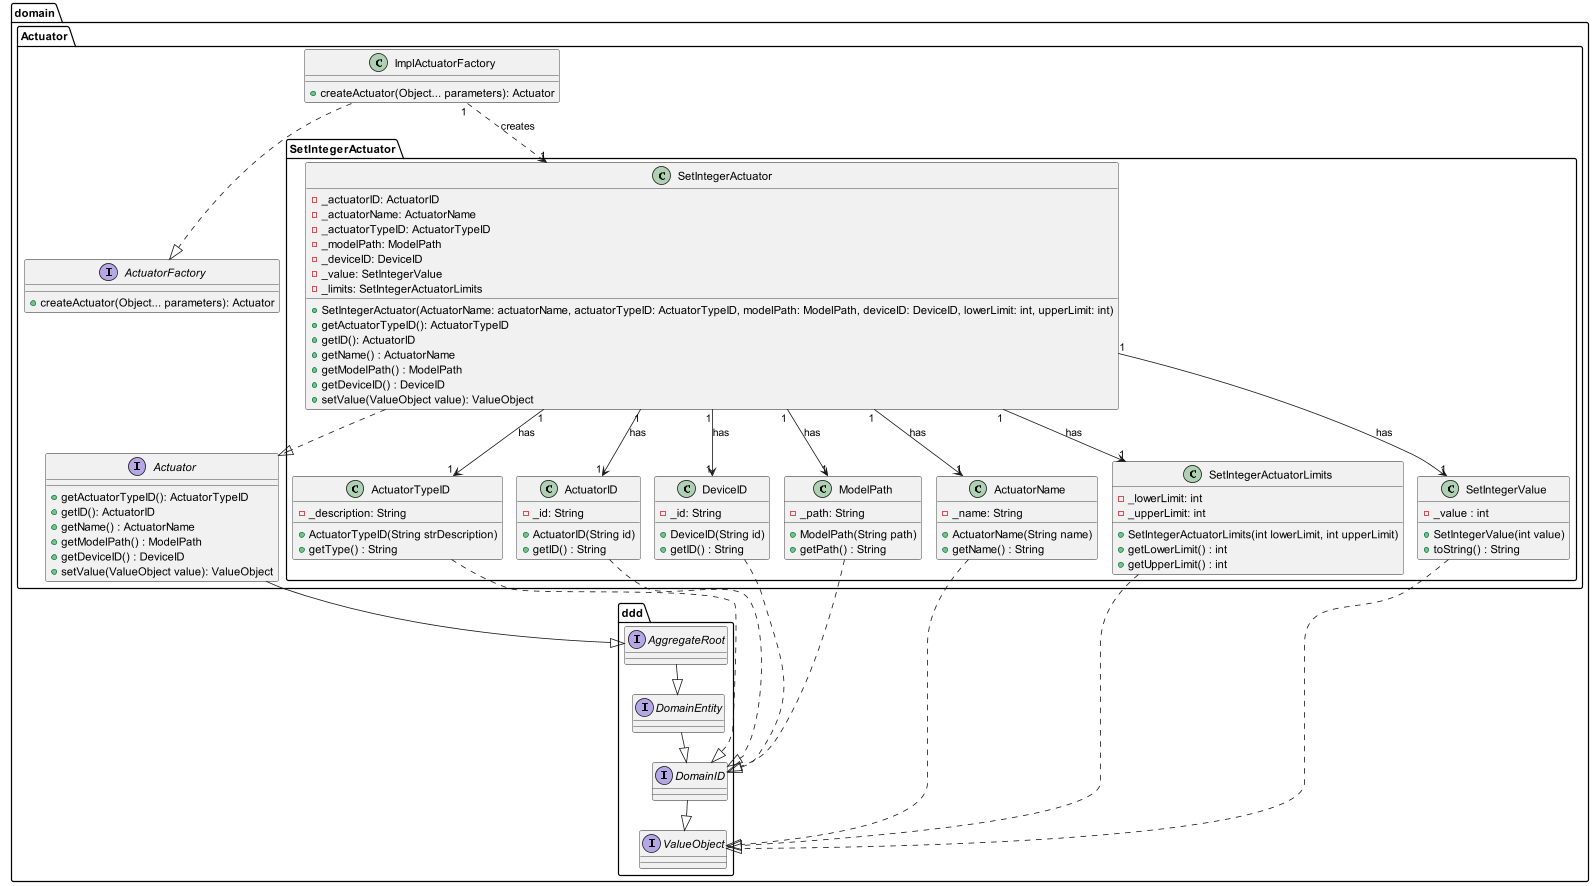 domain
Actuator
C ImplActuatorFactory
createActuator(Object... parameters): Actuator
1
creates
1
SetIntegerActuator
C SetIntegerActuator
_actuatorID: ActuatorID
_actuatorName: ActuatorName
_actuatorTypeID: ActuatorTypeID
_modelPath: ModelPath
_deviceID: DeviceID
_value: SetIntegerValue
_limits: SetIntegerActuatorLimits
SetIntegerActuator(ActuatorName: actuatorName, actuatorTypeID: ActuatorTypeID, modelPath: ModelPath, deviceID: DeviceID, lowerLimit: int, upperLimit: int)
getActuatorTypeID(): ActuatorTypeID
getID(): ActuatorID
getName() : ActuatorName
getModelPath() : ModelPath
getDeviceID() : DeviceID
setValue(ValueObject value): ValueObject
I ActuatorFactory
createActuator(Object... parameters): Actuator
1
1 1 1 1 1 1
has has has has has has has
1 1 1 1 1 1 1
I Actuator
getActuatorTypeID(): ActuatorTypeID
getID(): ActuatorID
getName() : ActuatorName
getModelPath() : ModelPath
getDeviceID() : DeviceID
setValue(ValueObject value): ValueObject
C ActuatorTypeID
_description: String
ActuatorTypeID(String strDescription)
getType() : String
C ActuatorID
_id: String
ActuatorID(String id)
getID() : String
C DeviceID
_id: String
DeviceID(String id)
getID() : String
C ModelPath
_path: String
ModelPath(String path)
getPath() : String
C ActuatorName
_name: String
ActuatorName(String name)
getName() : String
C SetIntegerActuatorLimits
_lowerLimit: int
_upperLimit: int
SetIntegerActuatorLimits(int lowerLimit, int upperLimit)
getLowerLimit() : int
getUpperLimit() : int
C SetIntegerValue
_value : int
SetIntegerValue(int value)
toString() : String
ddd
I AggregateRoot
I DomainEntity
I DomainID
I ValueObject